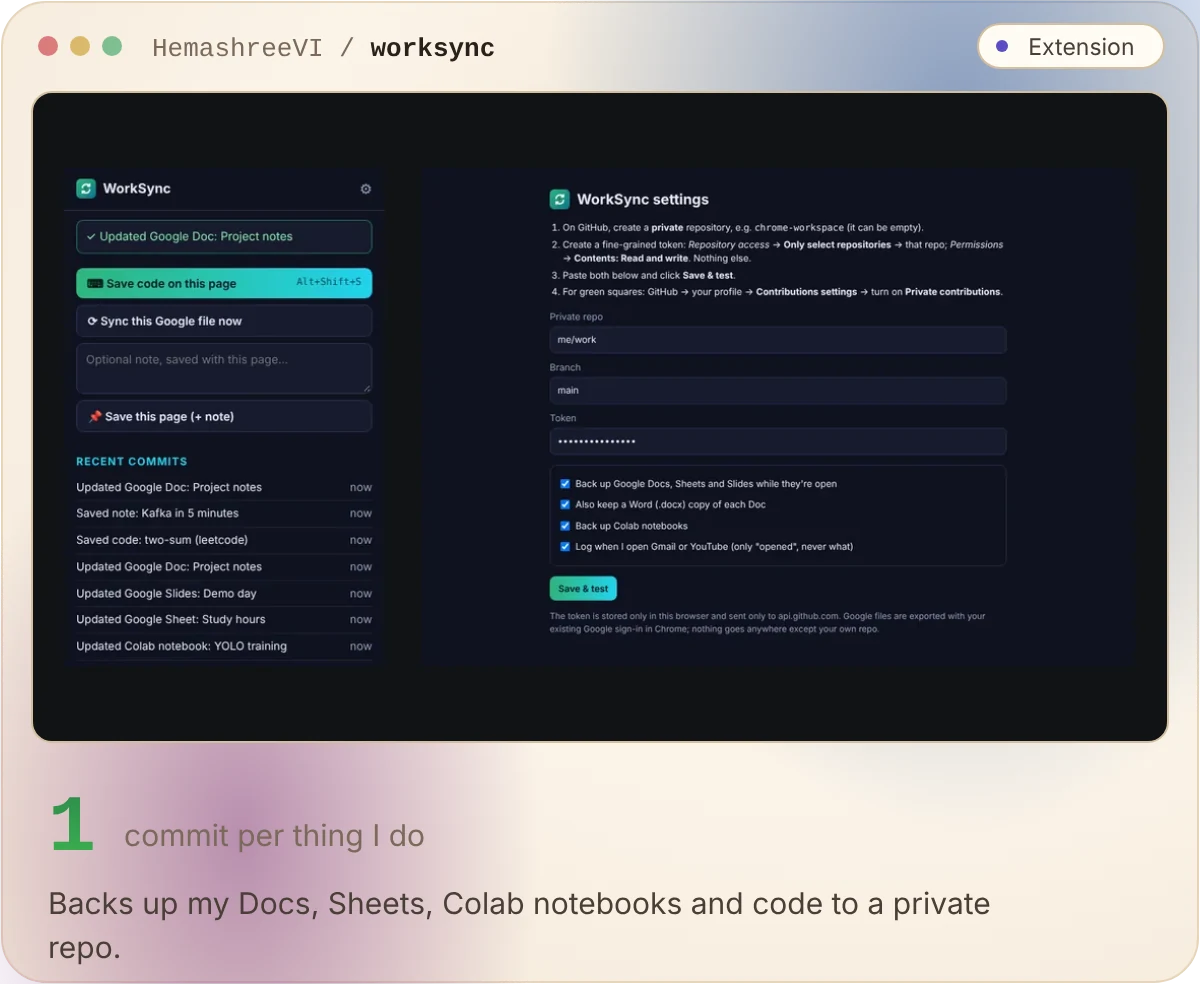 HemashreeVI / worksync
Extension
WorkSync
⚙
✓ Updated Google Doc: Project notes
⌨ Save code on this page
Alt+Shift+S
⟳ Sync this Google file now
Optional note, saved with this page...
📌 Save this page (+ note)
RECENT COMMITS
Updated Google Doc: Project notes now
Saved note: Kafka in 5 minutes now
Saved code: two-sum (leetcode) now
Updated Google Doc: Project notes now
Updated Google Slides: Demo day now
Updated Google Sheet: Study hours now
Updated Colab notebook: YOLO training now
WorkSync settings
1. On GitHub, create a private repository, e.g. chrome-workspace (it can be empty).
2. Create a fine-grained token: Repository access → Only select repositories → that repo; Permissions
→ Contents: Read and write. Nothing else.
3. Paste both below and click Save & test.
4. For green squares: GitHub → your profile → Contributions settings → turn on Private contributions.
Private repo
me/work
Branch
main
Token
•••••••••••••••
Back up Google Docs, Sheets and Slides while they're open
Also keep a Word (.docx) copy of each Doc
Back up Colab notebooks
Log when I open Gmail or YouTube (only "opened", never what)
Save & test
The token is stored only in this browser and sent only to api.github.com. Google files are exported with your
existing Google sign-in in Chrome; nothing goes anywhere except your own repo.
1 commit per thing I do
Backs up my Docs, Sheets, Colab notebooks and code to a private
repo.